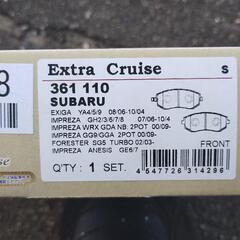 8
Extra Cruise S
361 110
SUBARU
EXIGA YA4/5/9 08/06-10/04
IMPREZA GH2/3/6/7/8 07/06-10/4
IMPREZA WRX GDA NB 2POT 00/09-
IMPREZA GG9/GGA 2POT 00/09-
FORESTER SG5 TURBO 02/03-
IMPREZA ANESIS GE6/7
FRONT
Q'TY : 1 SET.
4 547726 314296